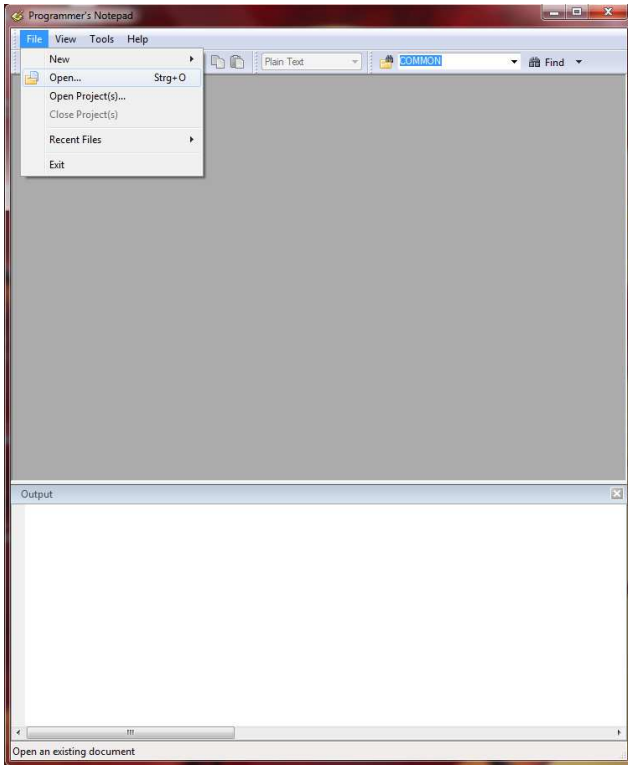 Programmer's Notepad
File View Tools Help
Plain Text COMMON Find
New
Open... Strg+O
Open Project(s)...
Close Project(s)
Recent Files
Exit
Output
Open an existing document